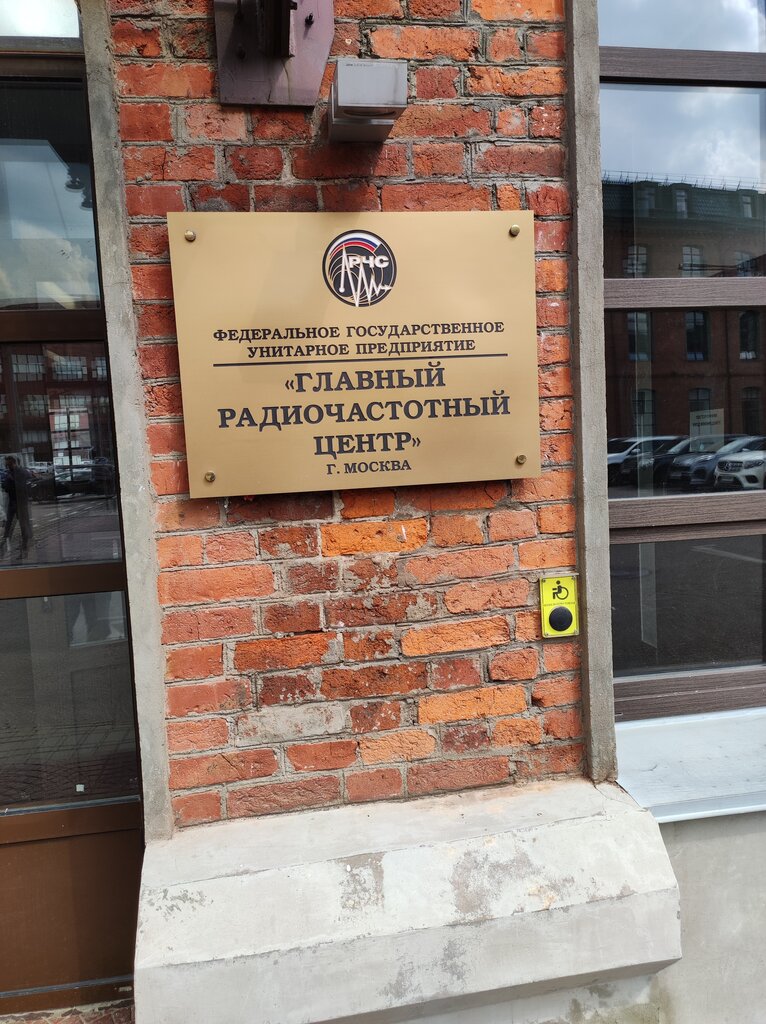 РЧС
ФЕДЕРАЛЬНОЕ ГОСУДАРСТВЕННОЕ
УНИТАРНОЕ ПРЕДПРИЯТИЕ
«ГЛАВНЫЙ
РАДИОЧАСТОТНЫЙ
ЦЕНТР»
Г. МОСКВА